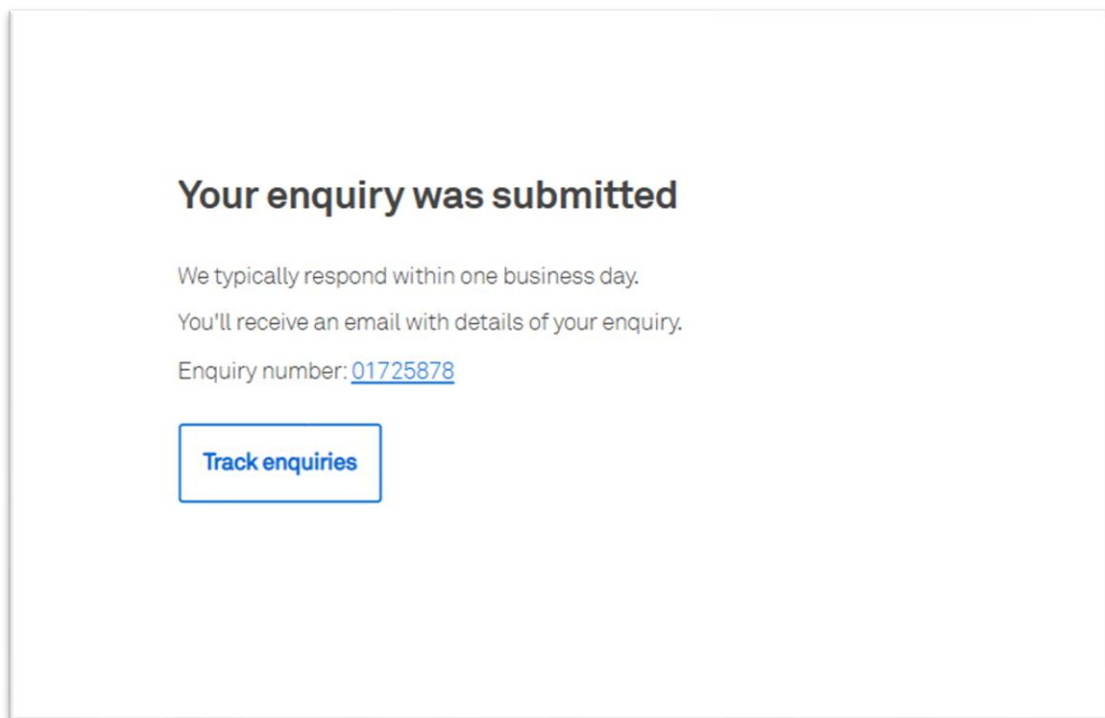 Your enquiry was submitted
We typically respond within one business day.
You'll receive an email with details of your enquiry.
Enquiry number: 01725878
Track enquiries